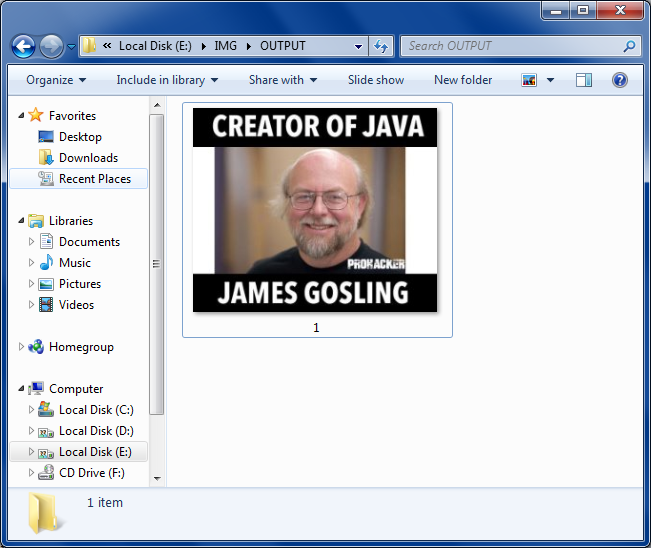 « Local Disk (E:) IMG OUTPUT
Search OUTPUT
Organize Include in library Share with Slide show New folder
Favorites
Desktop
Downloads
Recent Places
Libraries
Documents
Music
Pictures
Videos
Homegroup
Computer
Local Disk (C:)
Local Disk (D:)
Local Disk (E:)
CD Drive (F:)
CREATOR OF JAVA
PROHACKER
JAMES GOSLING
1
1 item